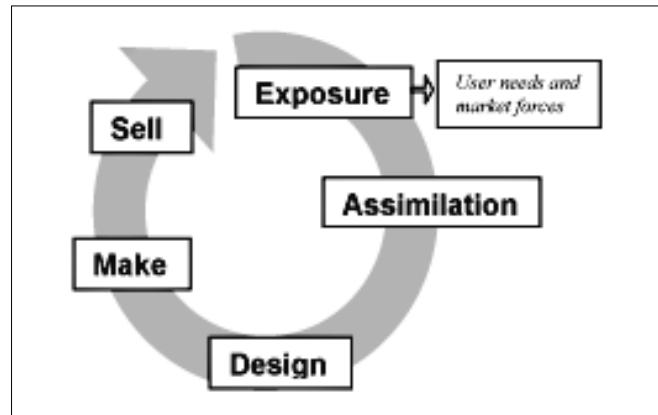 Exposure
User needs and
market forces
Assimilation
Design
Make
Sell